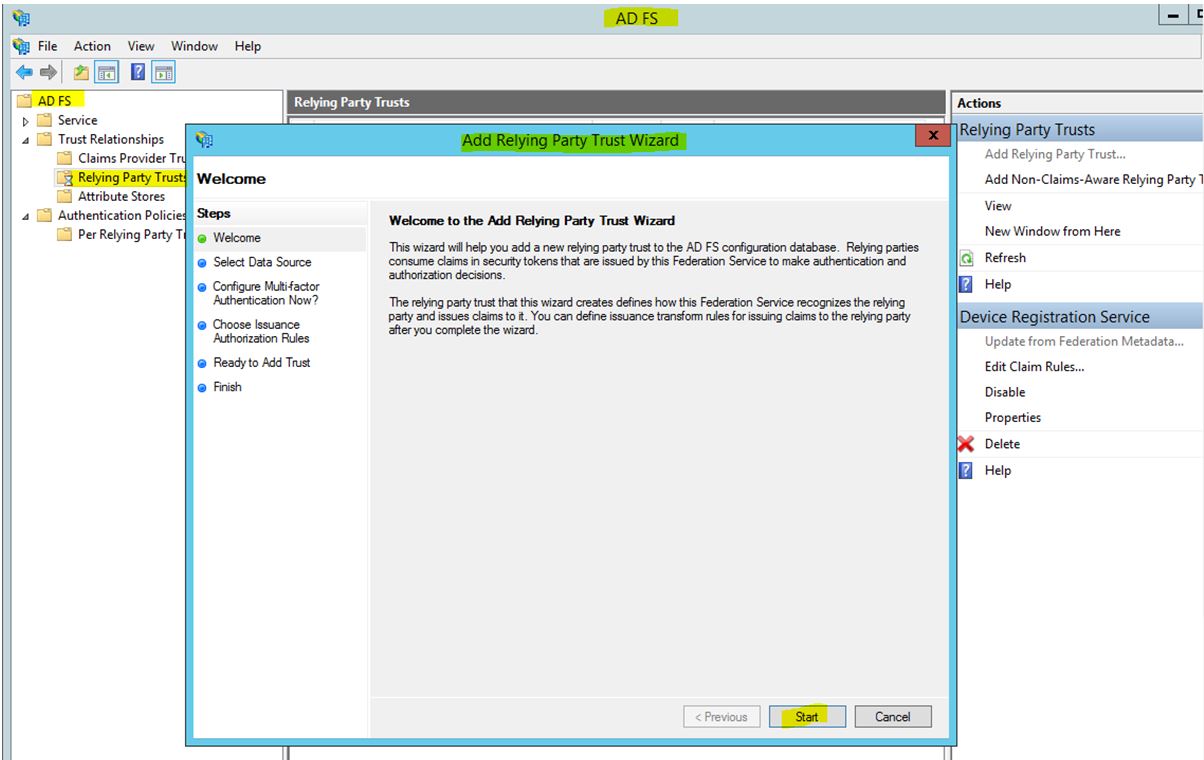 AD FS
File Action View Window Help
AD FS
Service
Trust Relationships
Claims Provider Tru
Relying Party Trusts
Attribute Stores
Authentication Policies
Per Relying Party Tr
Relying Party Trusts
Add Relying Party Trust Wizard
X
Welcome
Steps
Welcome
Select Data Source
Configure Multi-factor
Authentication Now?
Choose Issuance
Authorization Rules
Ready to Add Trust
Finish
Welcome to the Add Relying Party Trust Wizard
This wizard will help you add a new relying party trust to the AD FS configuration database. Relying parties
consume claims in security tokens that are issued by this Federation Service to make authentication and
authorization decisions.
The relying party trust that this wizard creates defines how this Federation Service recognizes the relying
party and issues claims to it. You can define issuance transform rules for issuing claims to the relying party
after you complete the wizard.
< Previous
Start
Cancel
Actions
Relying Party Trusts
Add Relying Party Trust...
Add Non-Claims-Aware Relying Party T
View
New Window from Here
Refresh
Help
Device Registration Service
Update from Federation Metadata...
Edit Claim Rules...
Disable
Properties
Delete
Help